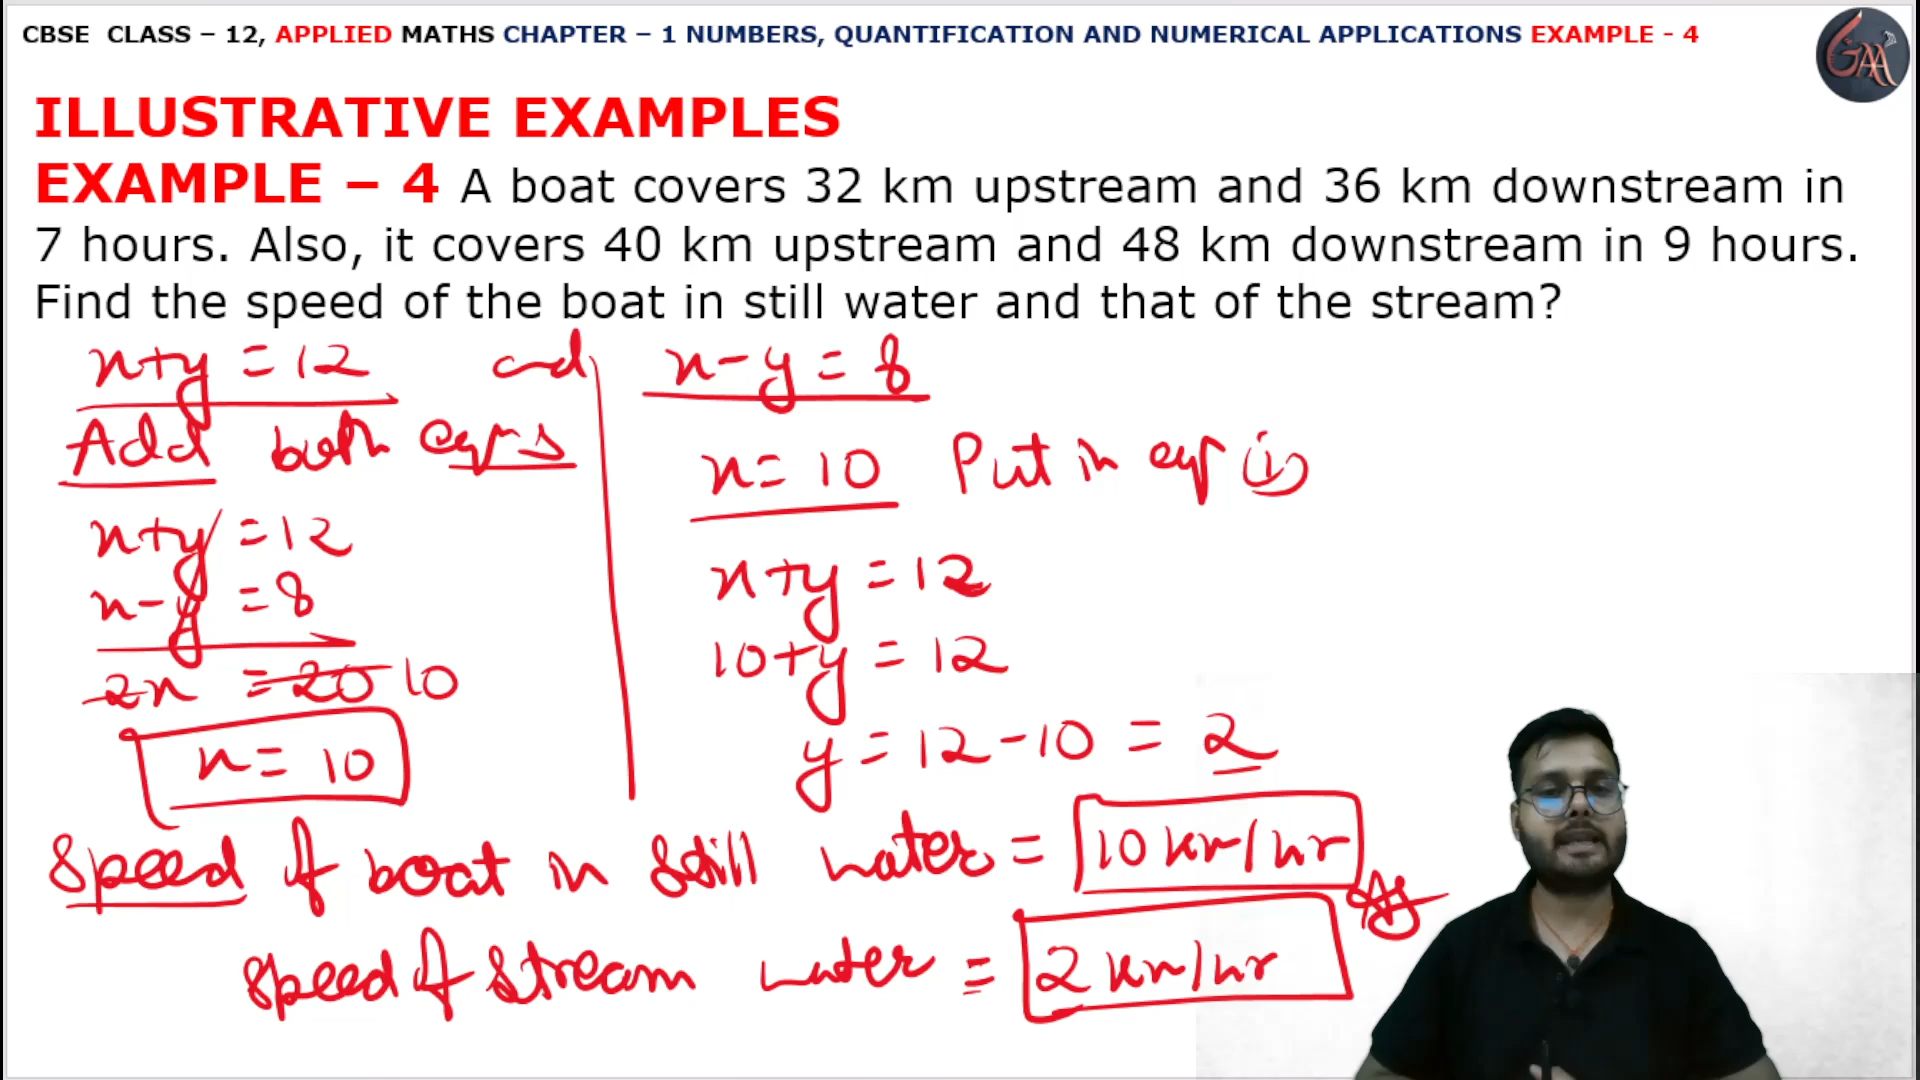 CBSE CLASS – 12, APPLIED MATHS CHAPTER – 1 NUMBERS, QUANTIFICATION AND NUMERICAL APPLICATIONS EXAMPLE - 4
GAA
ILLUSTRATIVE EXAMPLES
EXAMPLE – 4 A boat covers 32 km upstream and 36 km downstream in
7 hours. Also, it covers 40 km upstream and 48 km downstream in 9 hours.
Find the speed of the boat in still water and that of the stream?
x+y = 12 and x-y = 8
Add both eqns
x+y = 12
x-y = 8
2x = 20 10
x = 10
x = 10 Put in eqn (i)
x+y = 12
10+y = 12
y = 12-10 = 2
Speed of boat in still water = 10 km/hr
Speed of stream water = 2 km/hr